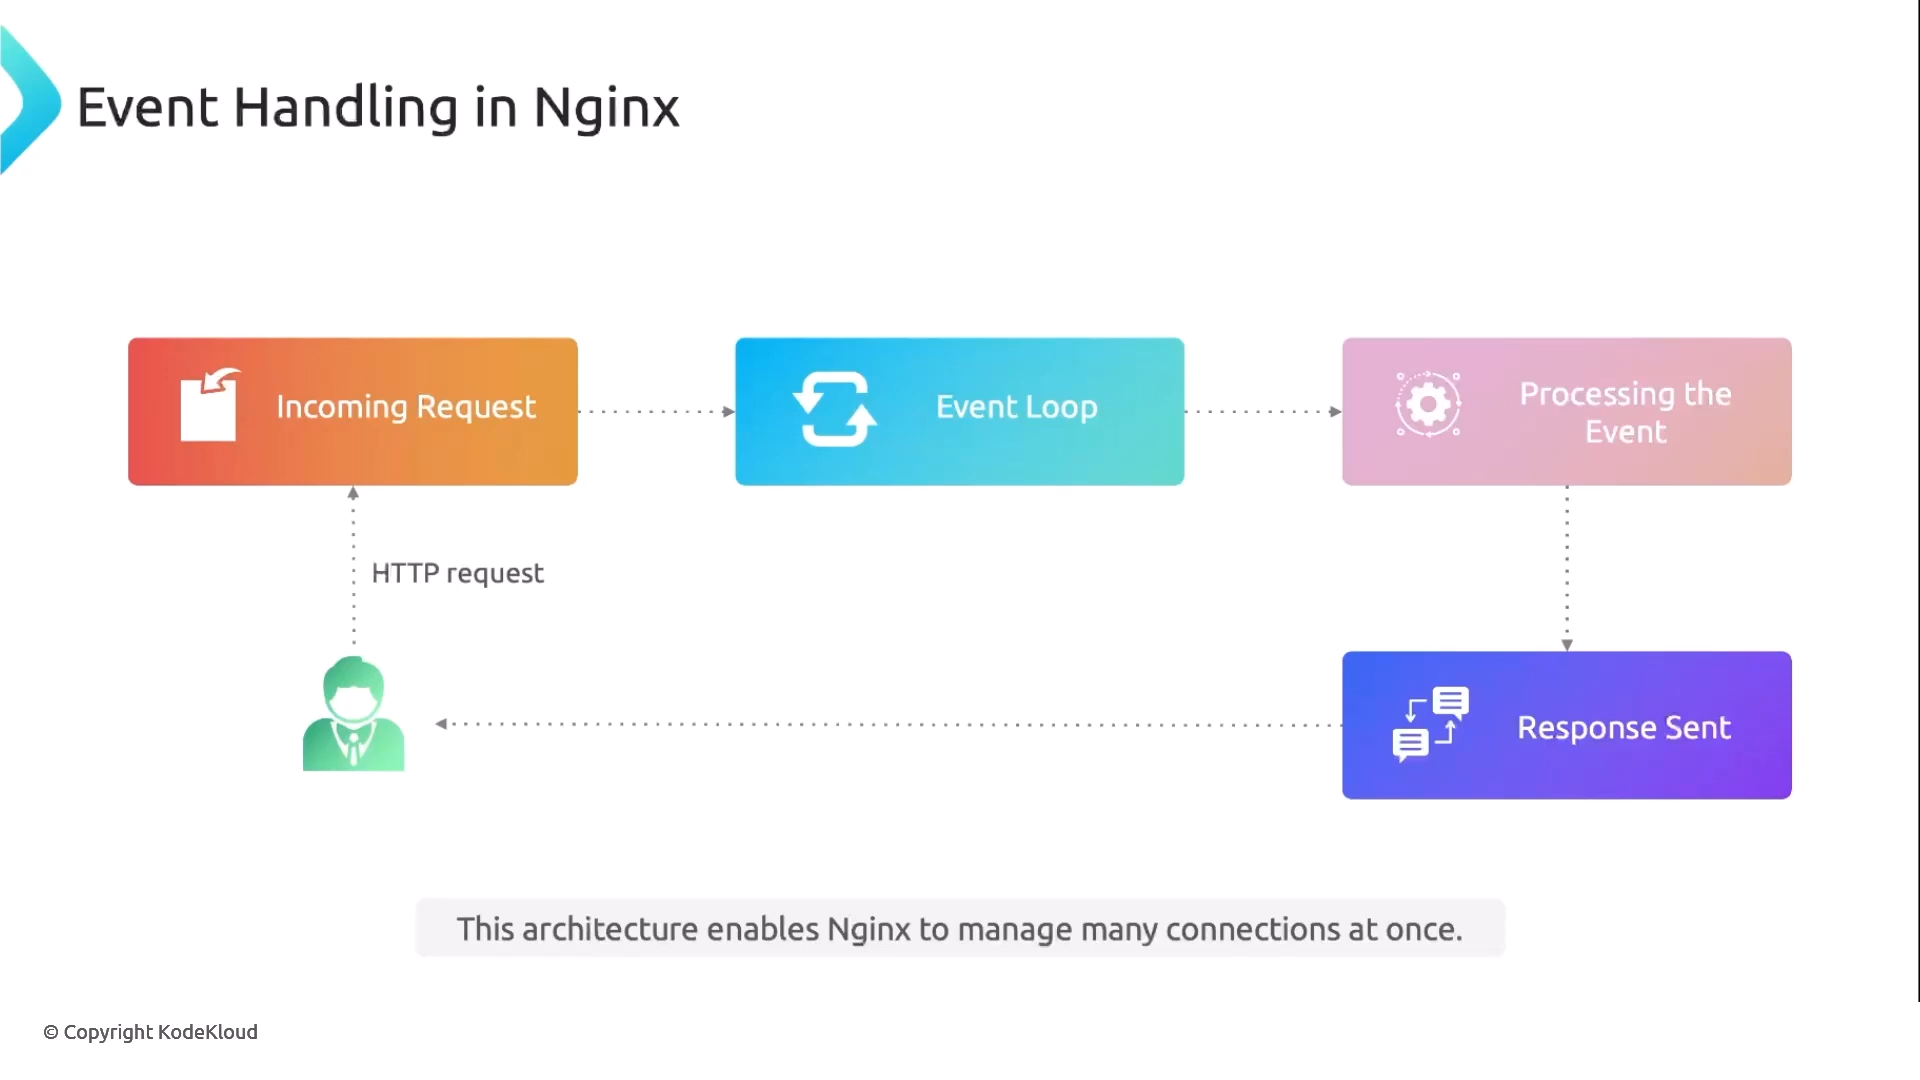 Event Handling in Nginx
Incoming Request
Event Loop
Processing the
Event
HTTP request
Response Sent
This architecture enables Nginx to manage many connections at once.
© Copyright KodeKloud